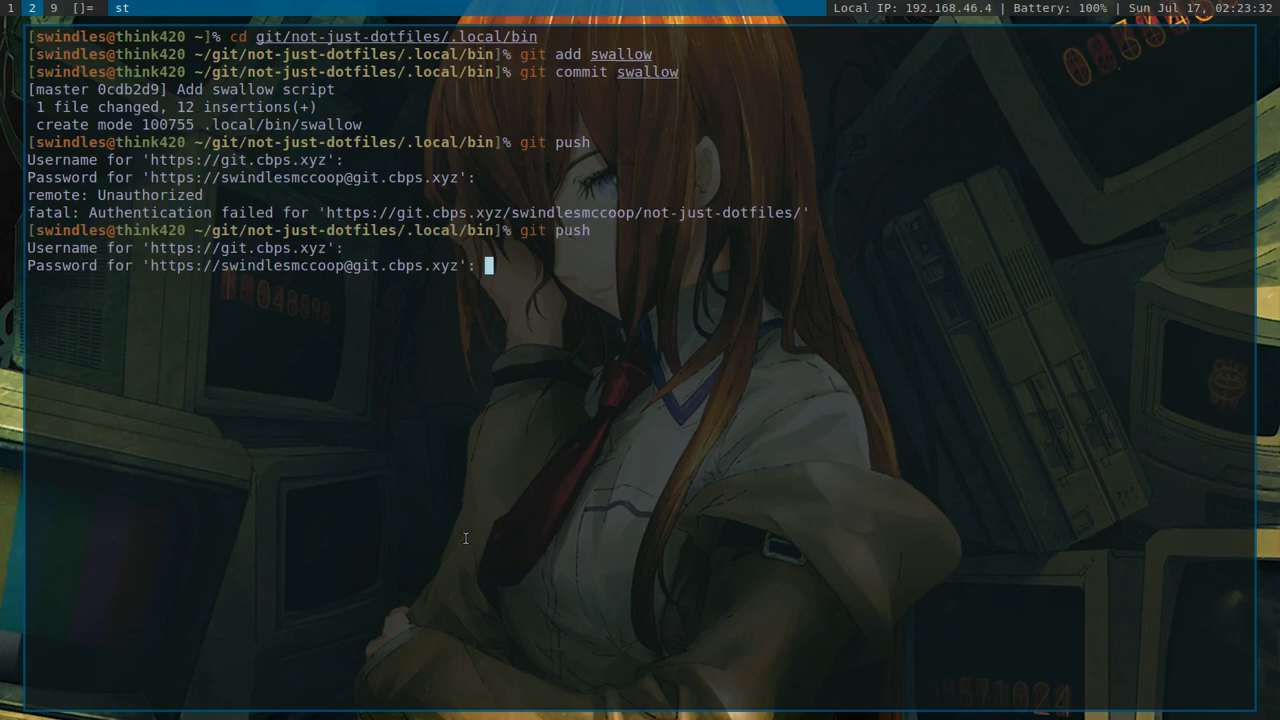 1 2 9 []= st Local IP: 192.168.46.4 | Battery: 100% | Sun Jul 17, 02:23:32
[swindles@think420 ~]% cd git/not-just-dotfiles/.local/bin
[swindles@think420 ~/git/not-just-dotfiles/.local/bin]% git add swallow
[swindles@think420 ~/git/not-just-dotfiles/.local/bin]% git commit swallow
[master 0cdb2d9] Add swallow script
 1 file changed, 12 insertions(+)
 create mode 100755 .local/bin/swallow
[swindles@think420 ~/git/not-just-dotfiles/.local/bin]% git push
Username for 'https://git.cbps.xyz':
Password for 'https://swindlesmccoop@git.cbps.xyz':
remote: Unauthorized
fatal: Authentication failed for 'https://git.cbps.xyz/swindlesmccoop/not-just-dotfiles/'
[swindles@think420 ~/git/not-just-dotfiles/.local/bin]% git push
Username for 'https://git.cbps.xyz':
Password for 'https://swindlesmccoop@git.cbps.xyz':